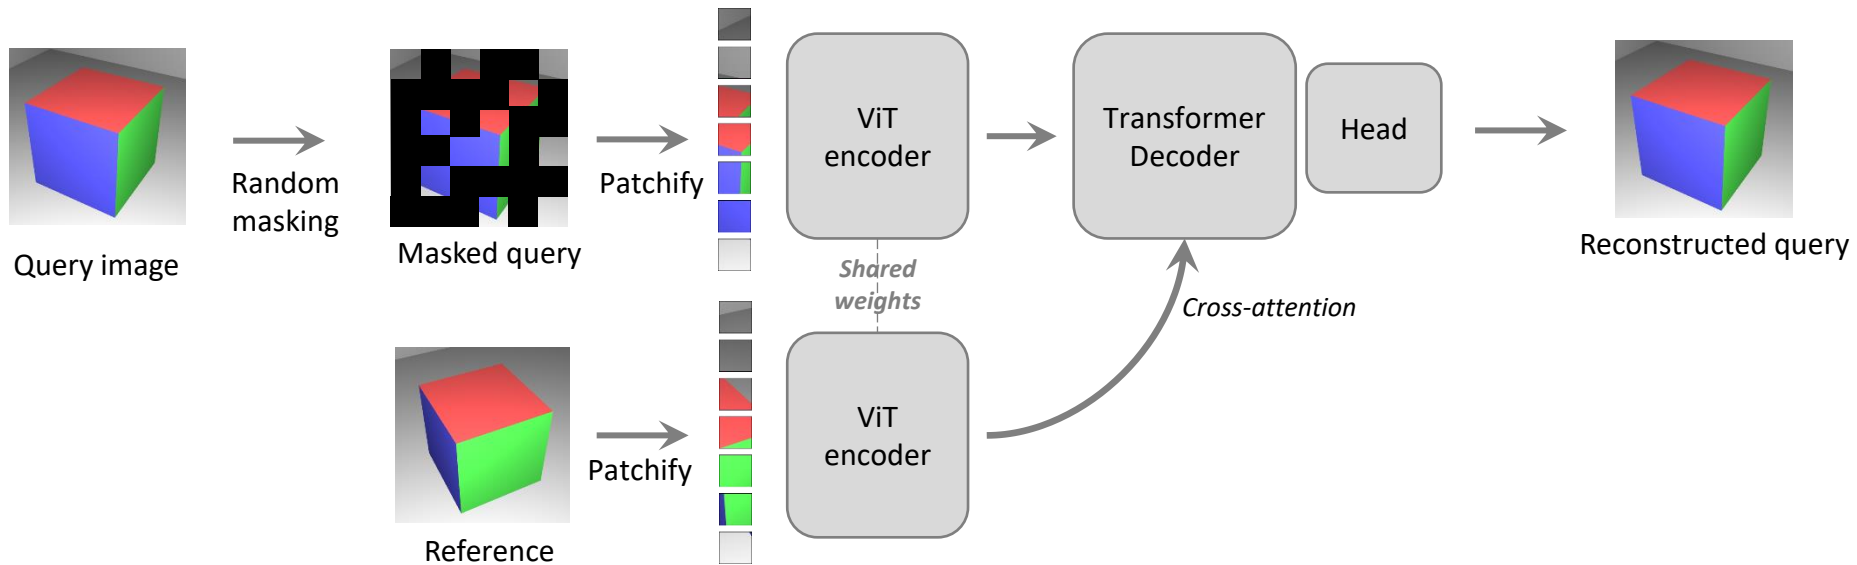 Query image
Random
masking
Masked query
Patchify
ViT
encoder
Shared
weights
Transformer
Decoder
Head
Reconstructed query
Cross-attention
Reference
Patchify
ViT
encoder